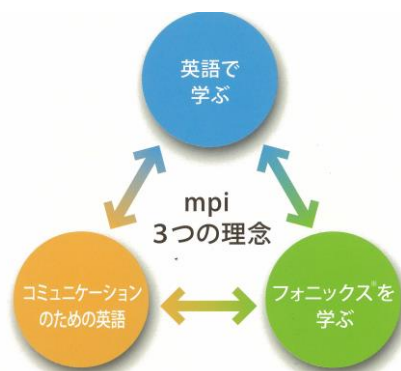 英語で
学ぶ
mpi
3つの理念
コミュニケーション
のための英語
フォニックス®を
学ぶ